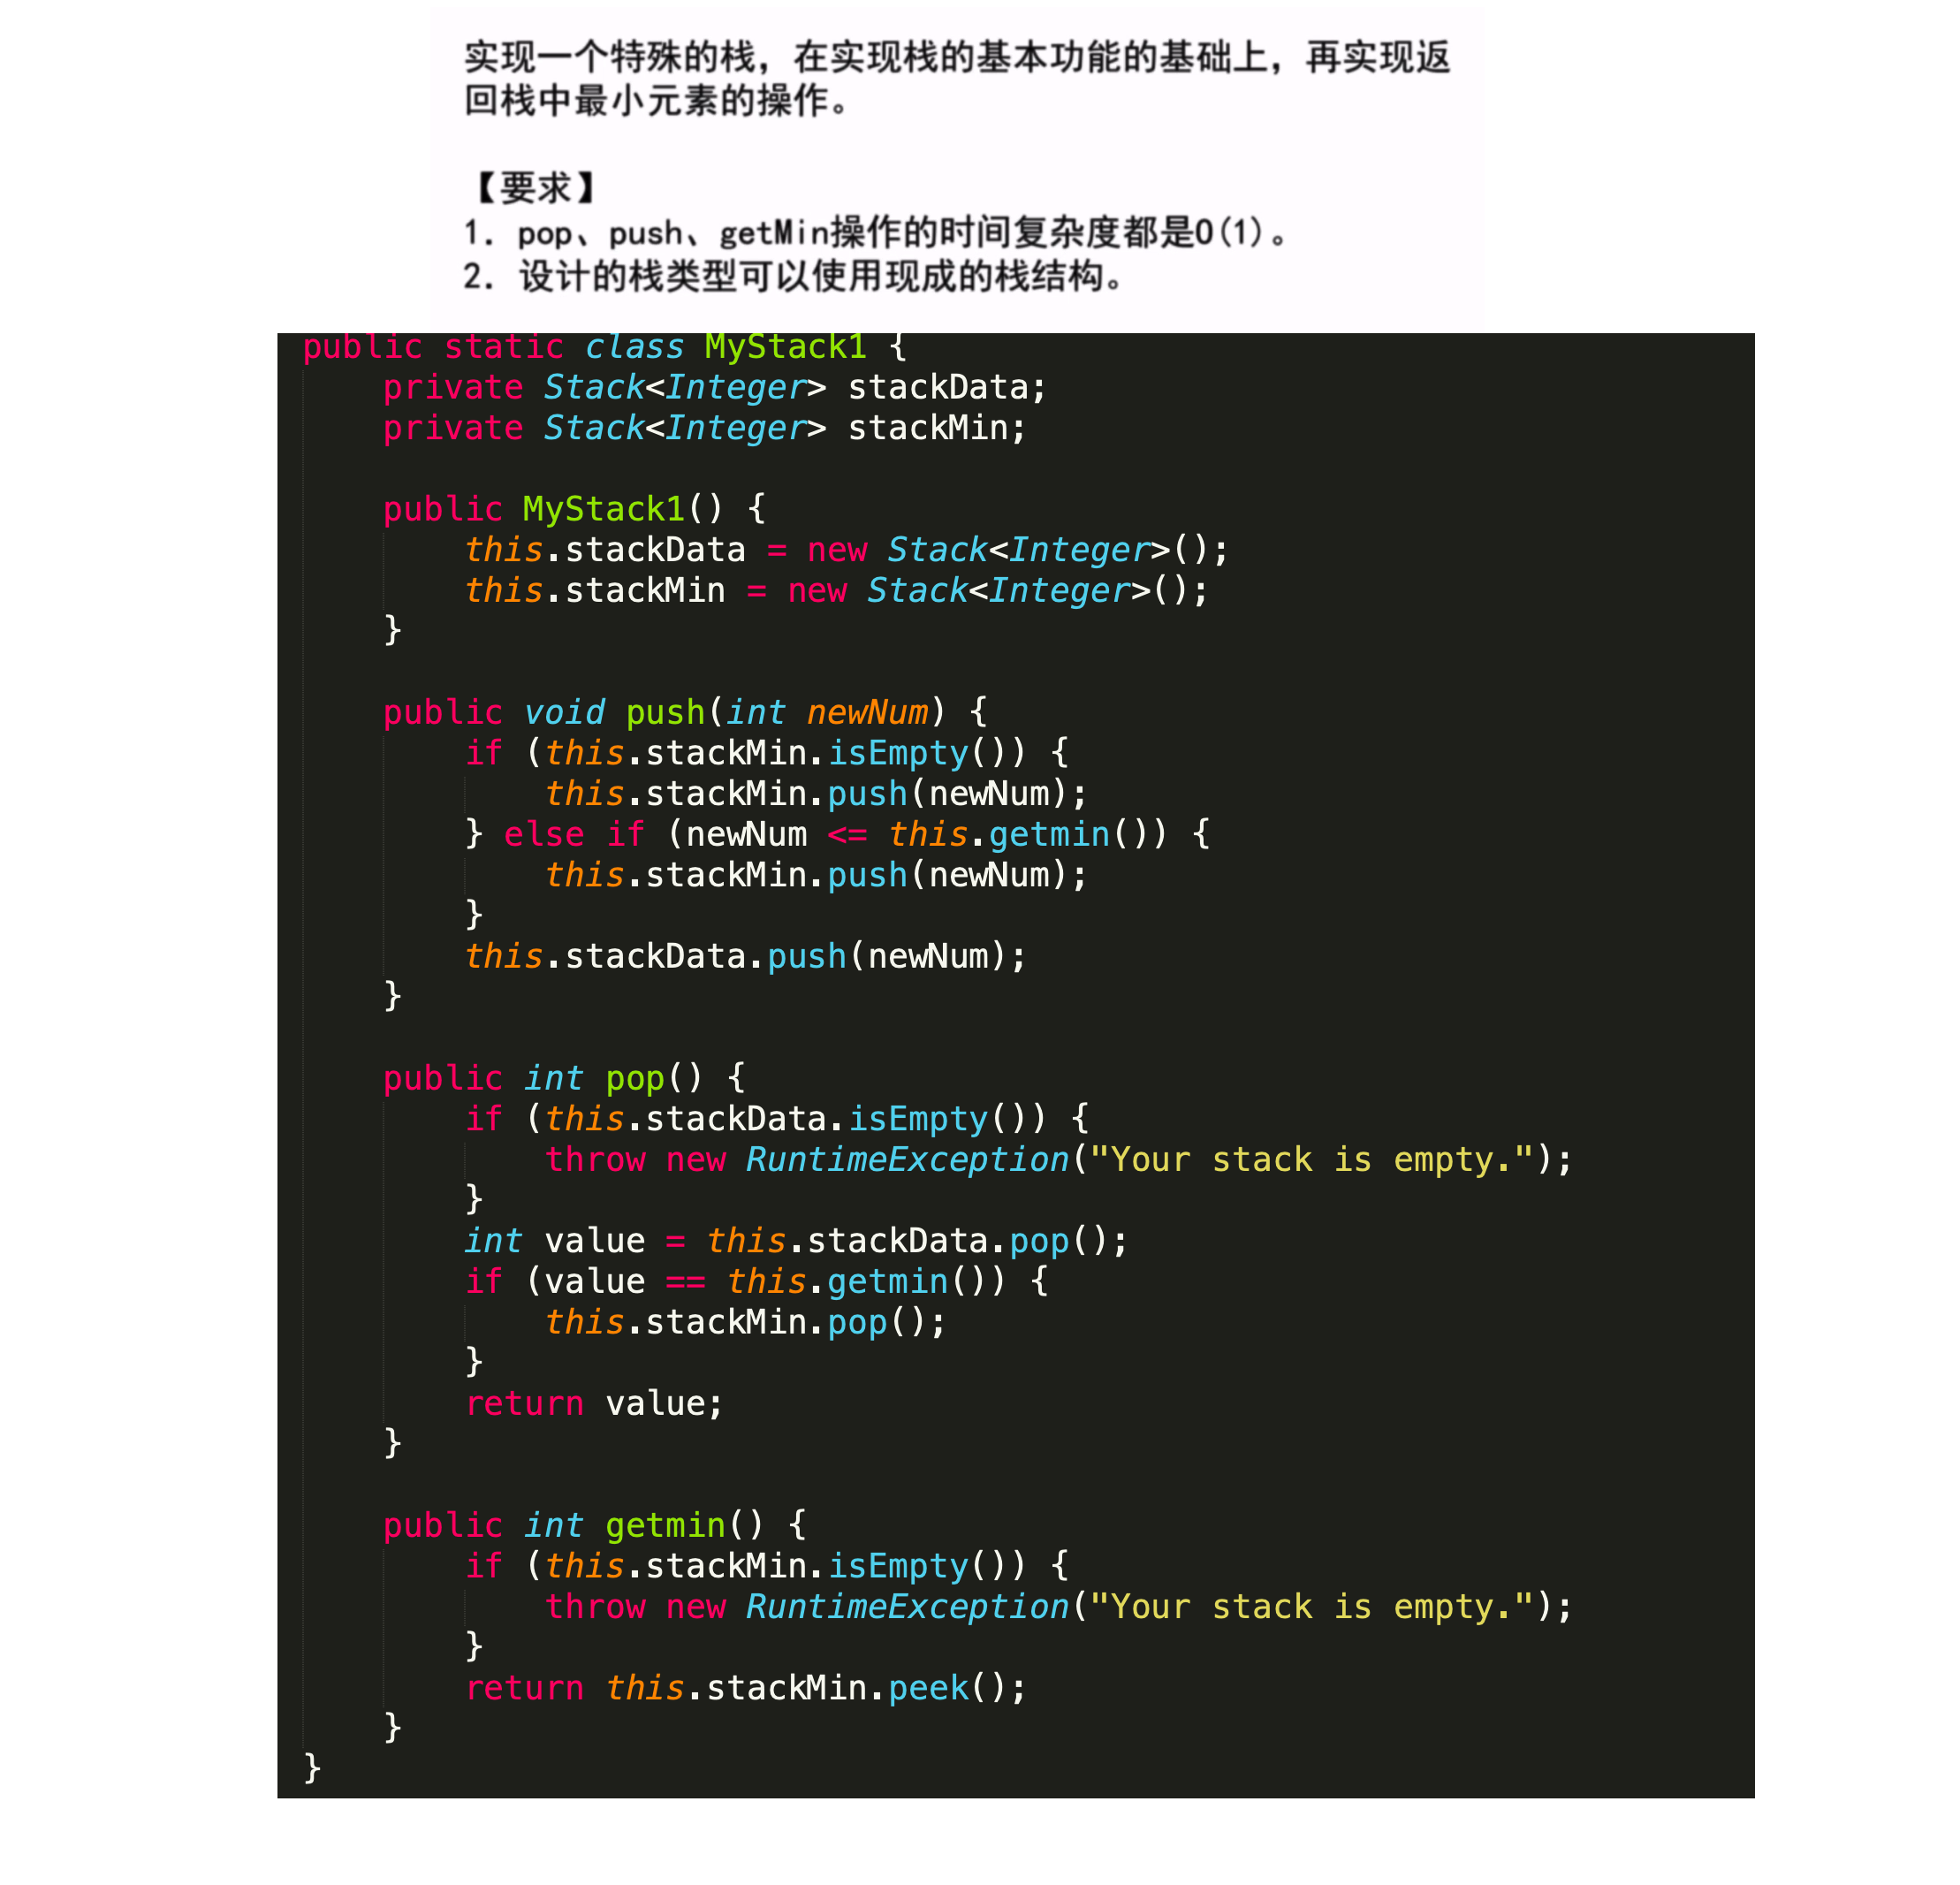 实现一个特殊的栈，在实现栈的基本功能的基础上，再实现返
回栈中最小元素的操作。
【要求】
1. pop、push、getMin操作的时间复杂度都是O(1)。
2. 设计的栈类型可以使用现成的栈结构。
public static class MyStack1 {
    private Stack<Integer> stackData;
    private Stack<Integer> stackMin;

    public MyStack1() {
        this.stackData = new Stack<Integer>();
        this.stackMin = new Stack<Integer>();
    }

    public void push(int newNum) {
        if (this.stackMin.isEmpty()) {
            this.stackMin.push(newNum);
        } else if (newNum <= this.getmin()) {
            this.stackMin.push(newNum);
        }
        this.stackData.push(newNum);
    }

    public int pop() {
        if (this.stackData.isEmpty()) {
            throw new RuntimeException("Your stack is empty.");
        }
        int value = this.stackData.pop();
        if (value == this.getmin()) {
            this.stackMin.pop();
        }
        return value;
    }

    public int getmin() {
        if (this.stackMin.isEmpty()) {
            throw new RuntimeException("Your stack is empty.");
        }
        return this.stackMin.peek();
    }
}